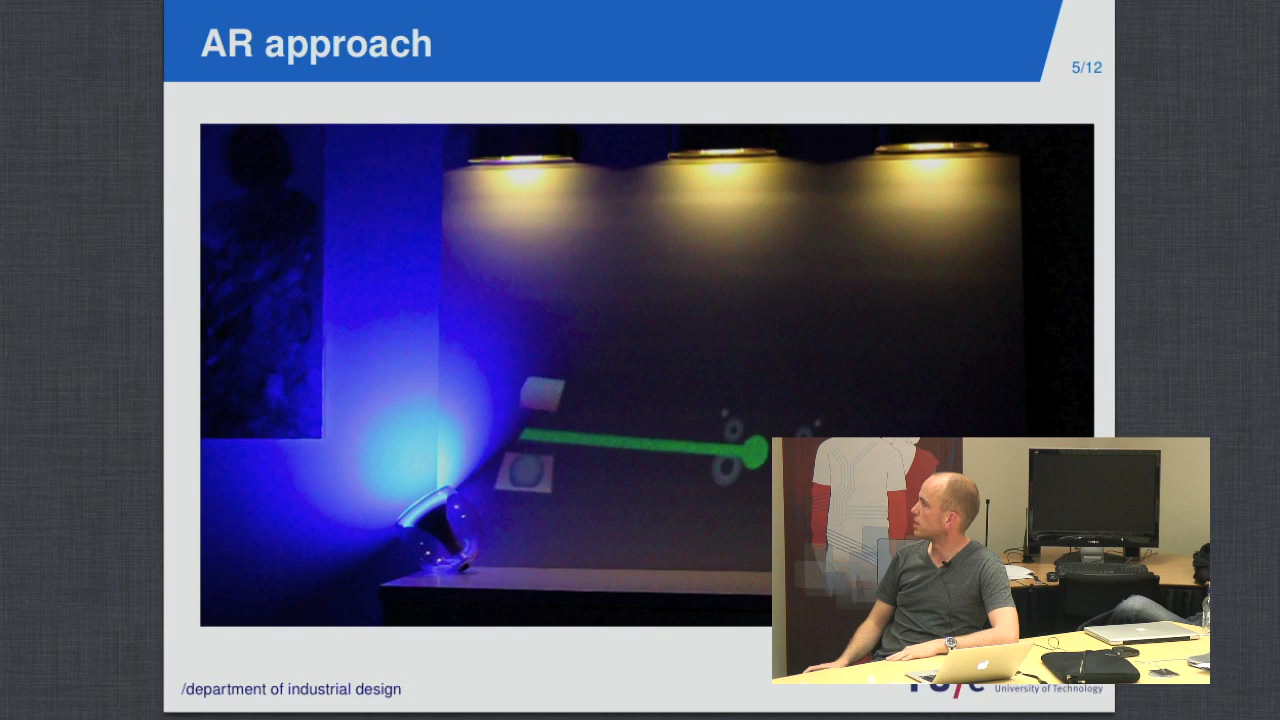 AR approach
5/12
/department of industrial design
University of Technology